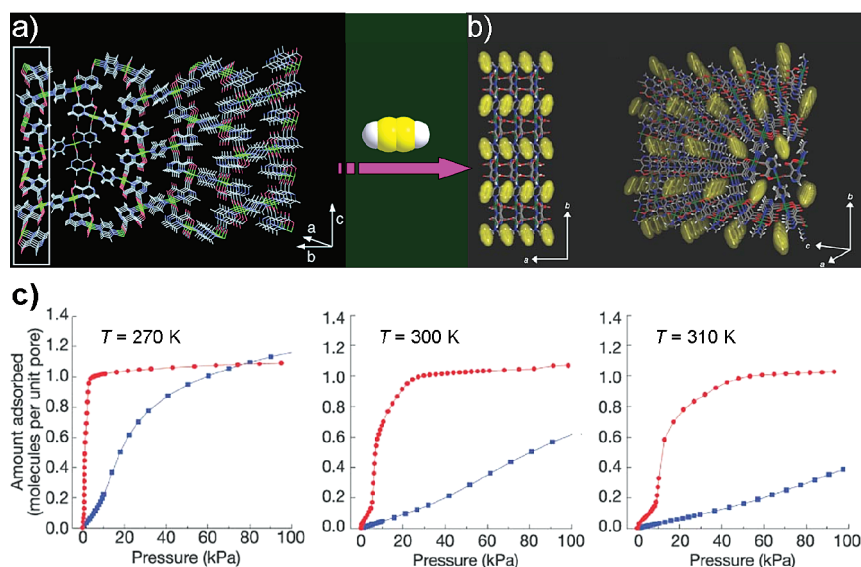 a)
b)
a
c
b
b
a
b
c
a
c)
T = 270 K
T = 300 K
T = 310 K
Amount adsorbed
(molecules per unit pore)
1.4
1.2
1.0
0.8
0.6
0.4
0.2
0.0
0 20 40 60 80 100
Pressure (kPa)
1.4
1.2
1.0
0.8
0.6
0.4
0.2
0.0
0 20 40 60 80 100
Pressure (kPa)
1.4
1.2
1.0
0.8
0.6
0.4
0.2
0.0
0 20 40 60 80 100
Pressure (kPa)